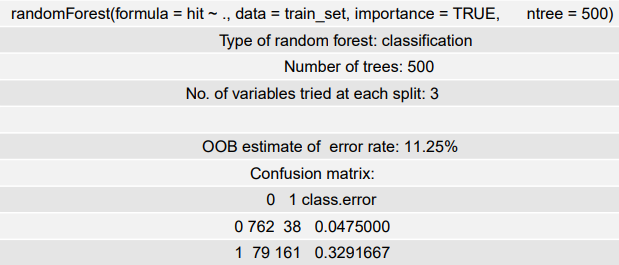 randomForest(formula = hit ~ ., data = train_set, importance = TRUE, ntree = 500)
Type of random forest: classification
Number of trees: 500
No. of variables tried at each split: 3
OOB estimate of error rate: 11.25%
Confusion matrix:
0 1 class.error
0 762 38 0.0475000
1 79 161 0.3291667